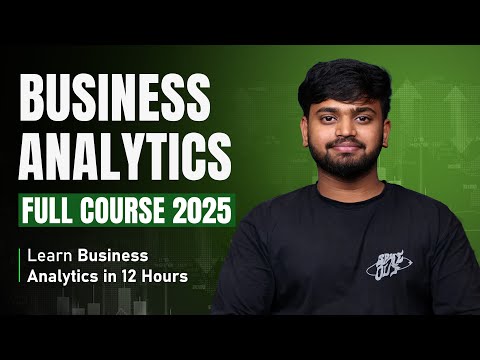 BUSINESS
ANALYTICS
FULL COURSE 2025
Learn Business
Analytics in 12 Hours